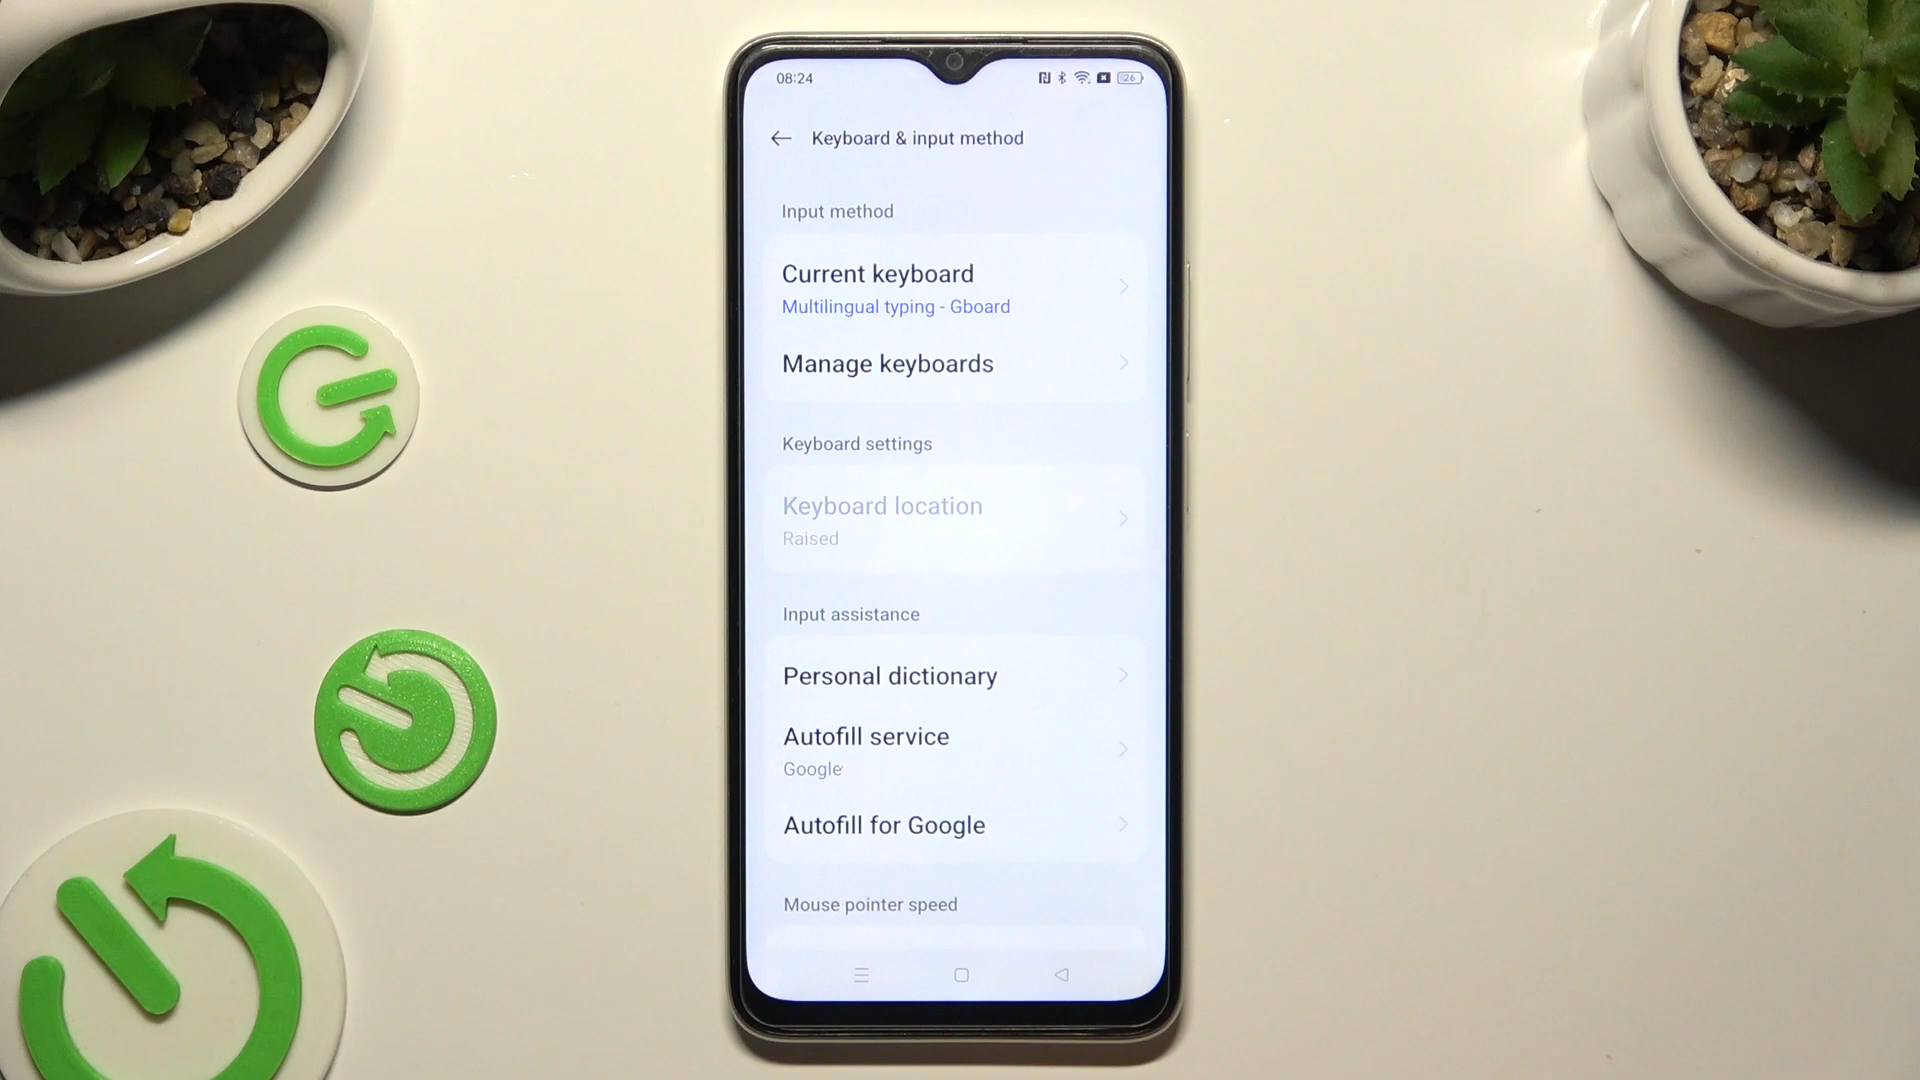 08:24 26
Keyboard & input method
Input method
Current keyboard
Multilingual typing - Gboard
Manage keyboards
Keyboard settings
Keyboard location
Raised
Input assistance
Personal dictionary
Autofill service
Google
Autofill for Google
Mouse pointer speed